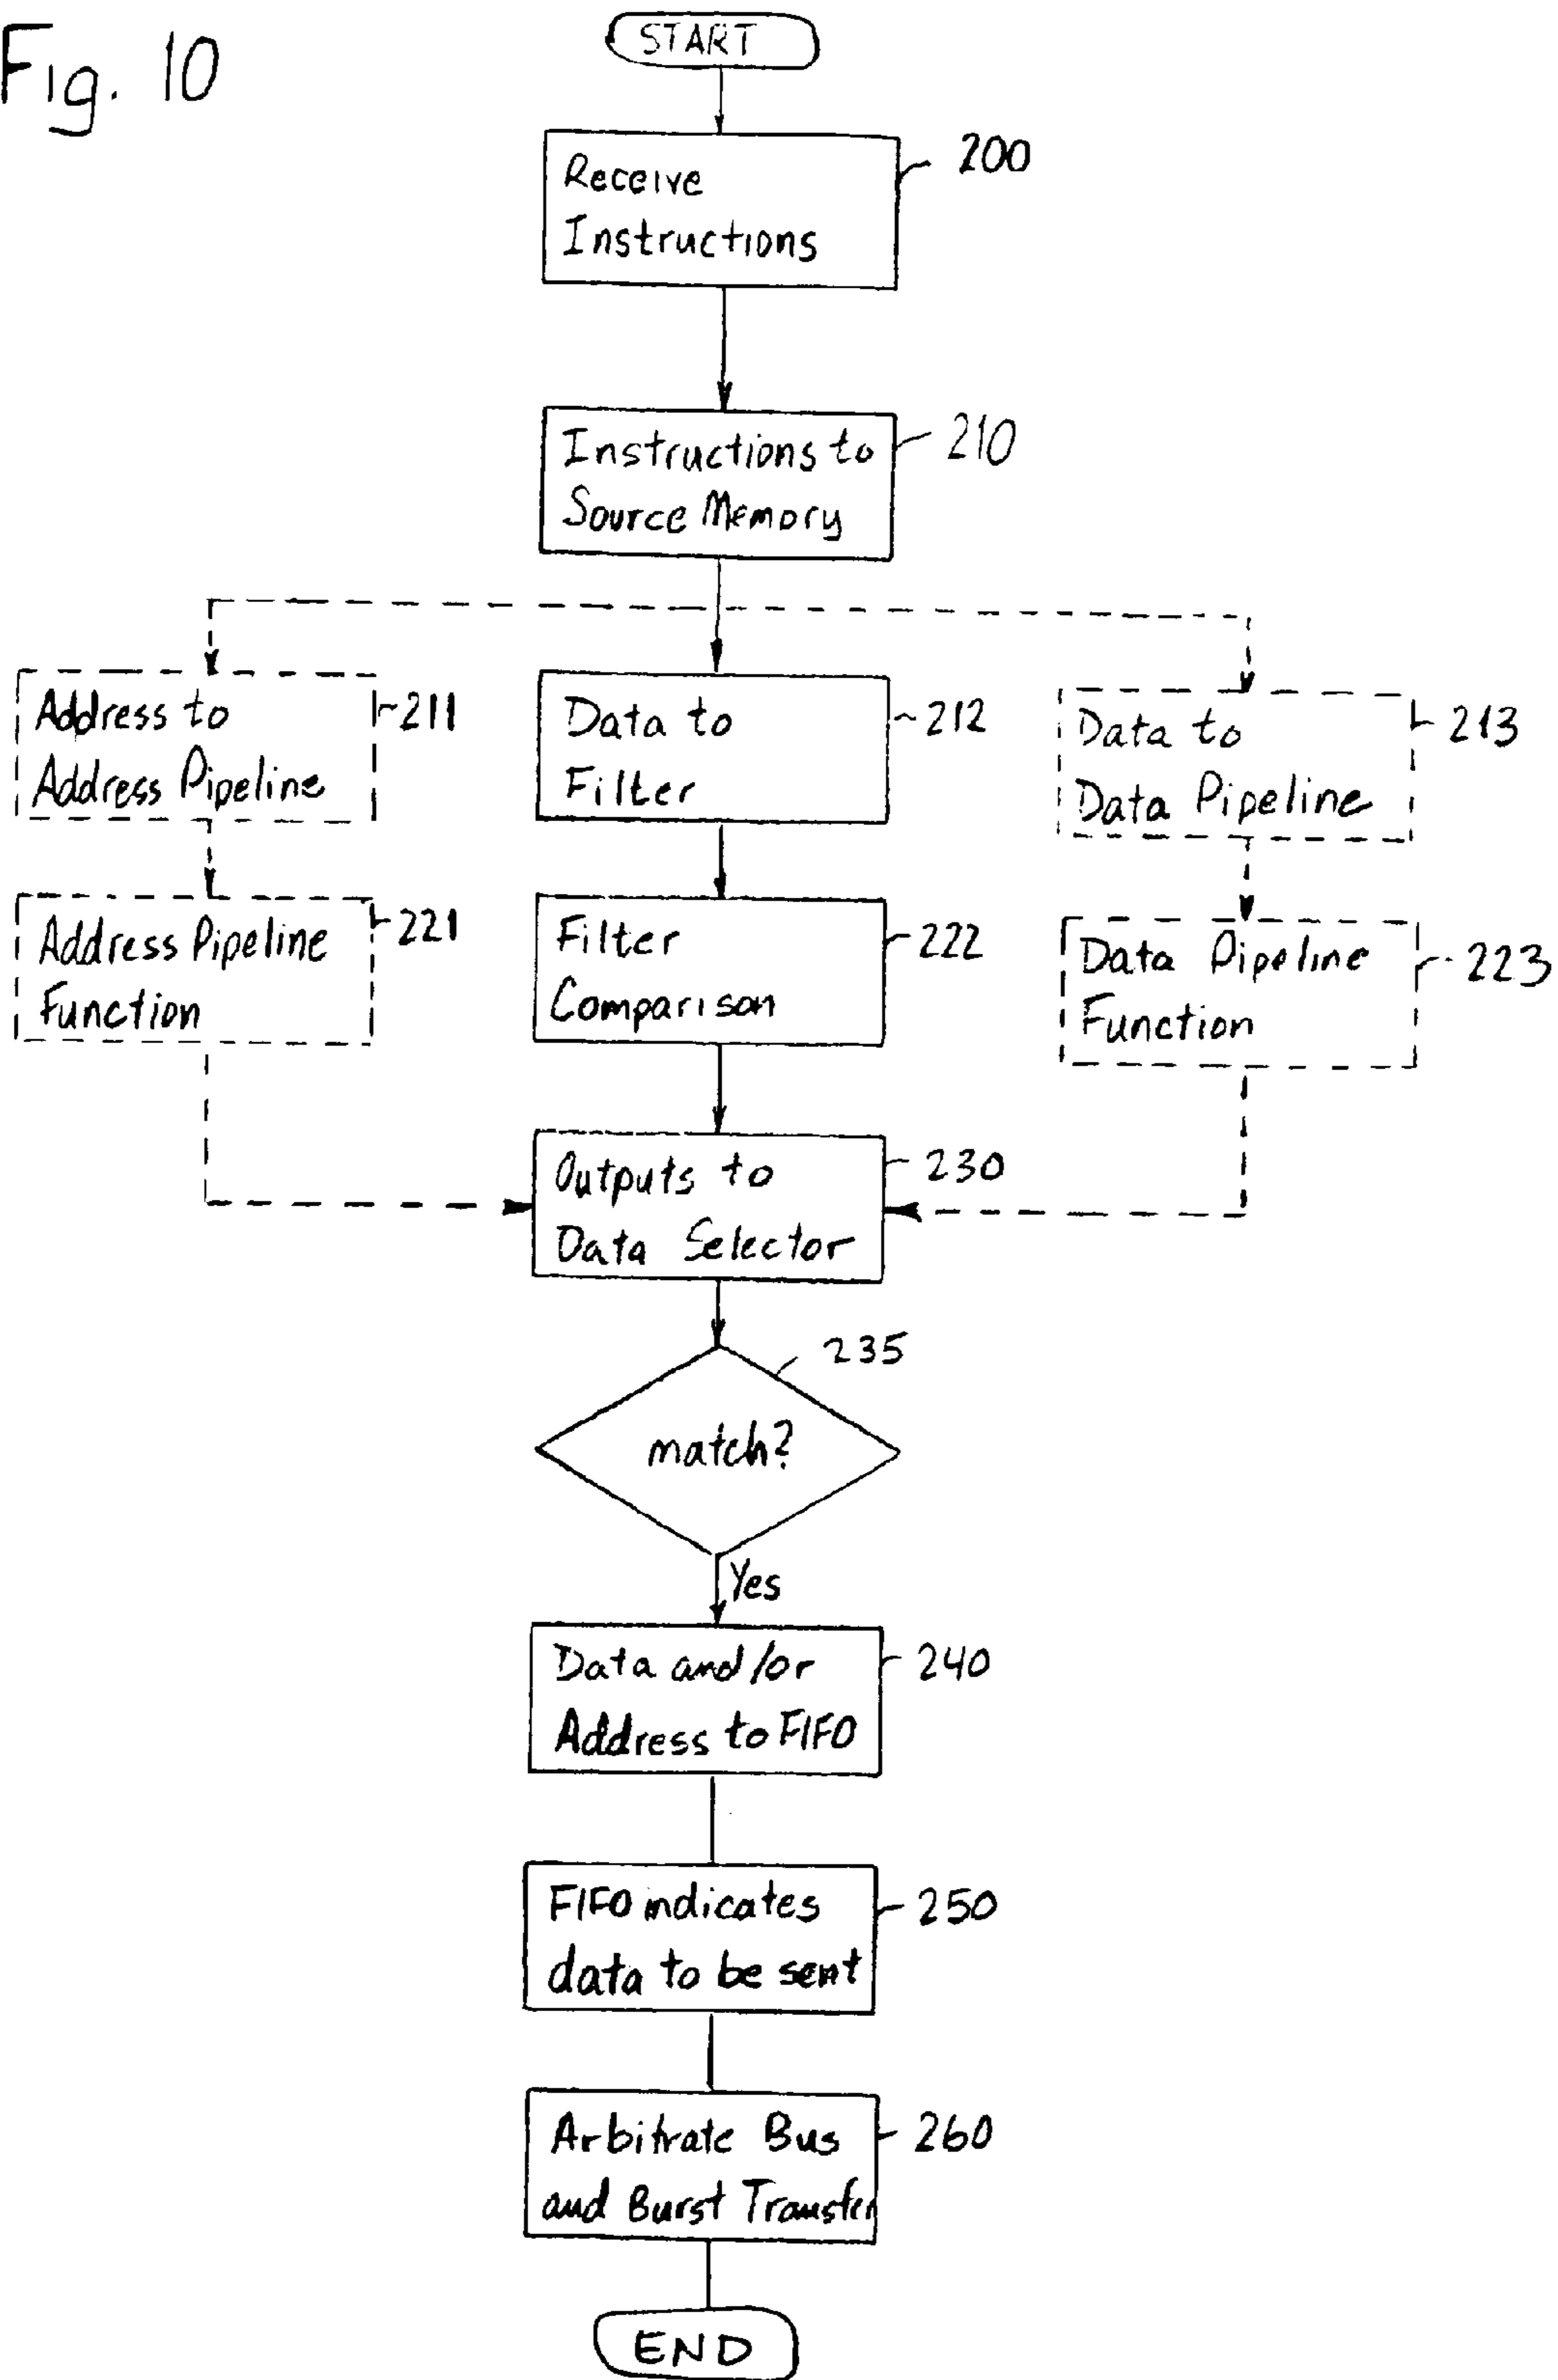 Fig. 10
START
Receive
Instructions
200
Instructions to
Source Memory
210
Address to
Address Pipeline
211
Data to
Filter
212
Data to
Data Pipeline
213
Address Pipeline
Function
221
Filter
Comparison
222
Data Pipeline
Function
223
Outputs to
Data Selector
230
235
match?
Yes
Data and/or
Address to FIFO
240
FIFO indicates
data to be sent
250
Arbitrate Bus
and Burst Transfer
260
END